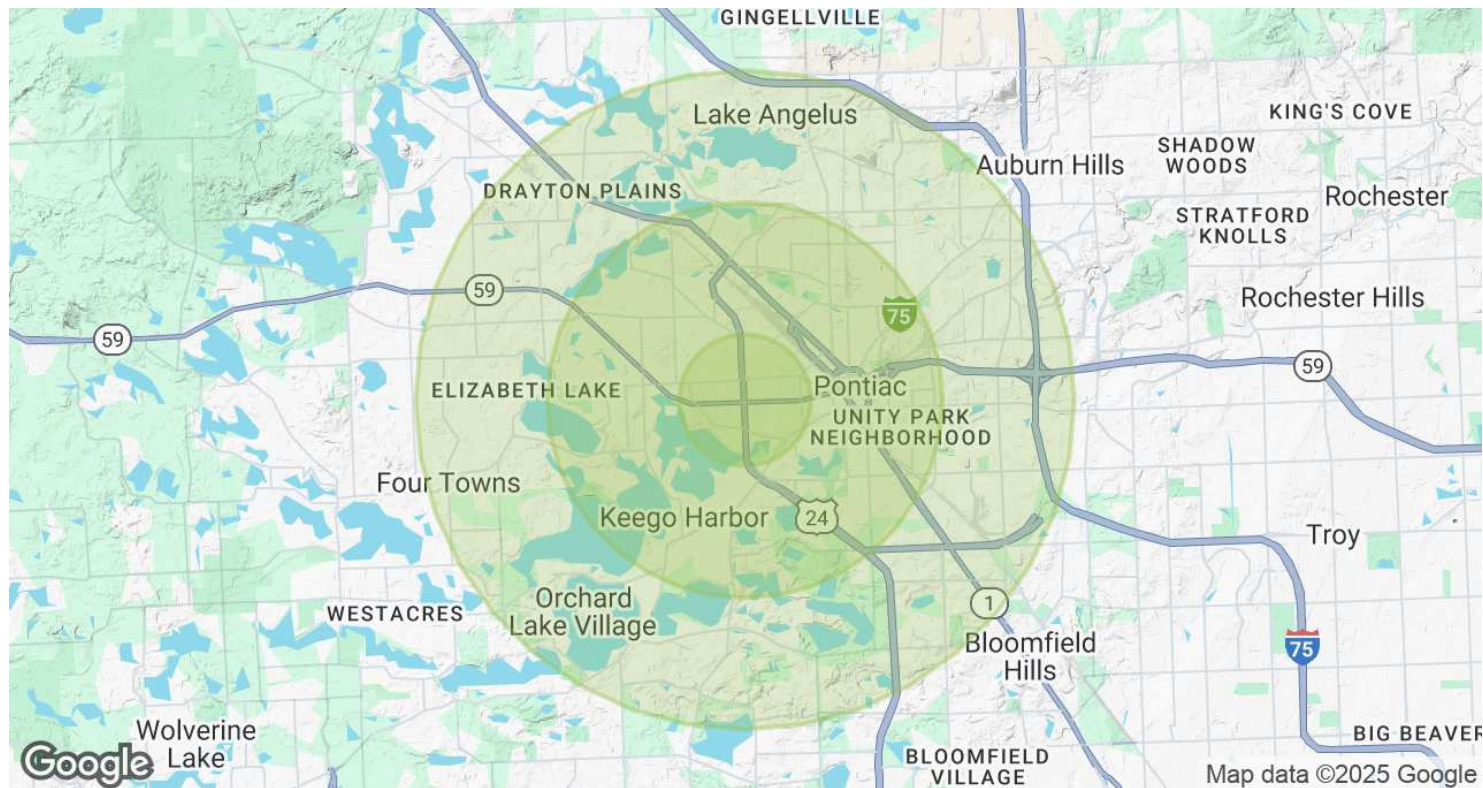 GINGELLVILLE
Lake Angelus
KING'S COVE
Auburn Hills
SHADOW
WOODS
DRAYTON PLAINS
Rochester
STRATFORD
KNOLLS
59
Rochester Hills
75
59
59
ELIZABETH LAKE
Pontiac
UNITY PARK
NEIGHBORHOOD
Four Towns
Keego Harbor
24
Troy
Orchard
Lake Village
WESTACRES
1
Bloomfield
Hills
75
Wolverine
Lake
BIG BEAVER
BLOOMFIELD
VILLAGE
Google
Map data ©2025 Google